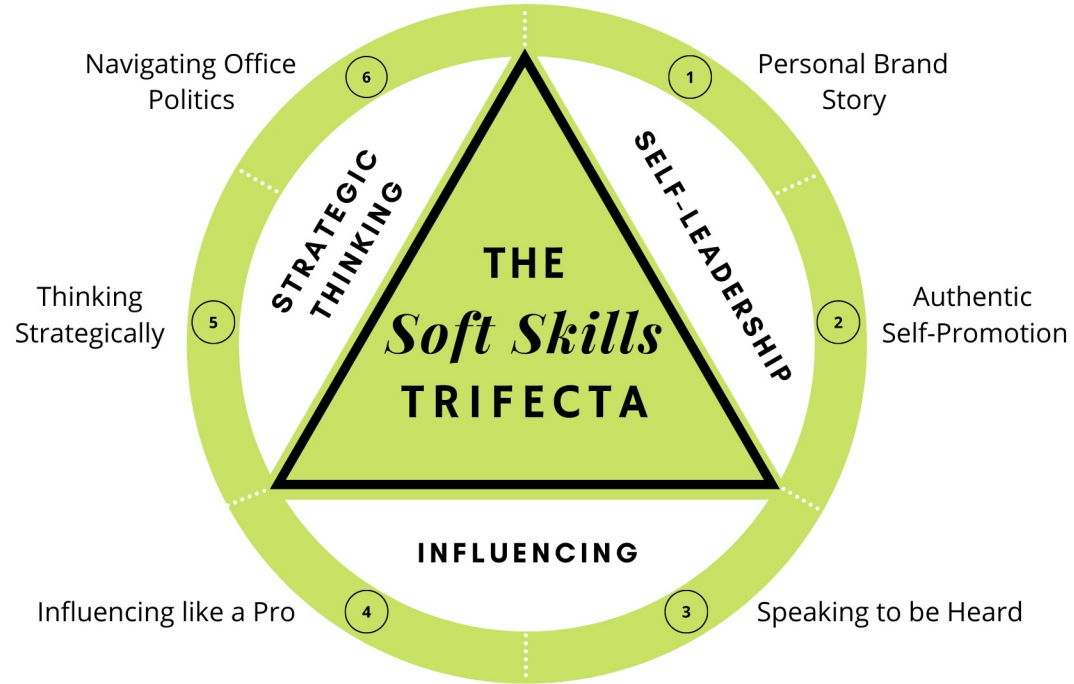 THE
Soft Skills
TRIFECTA
SELF-LEADERSHIP
1
Personal Brand
Story
2
Authentic
Self-Promotion
INFLUENCING
3
Speaking to be Heard
4
Influencing like a Pro
STRATEGIC
THINKING
5
Thinking
Strategically
6
Navigating Office
Politics